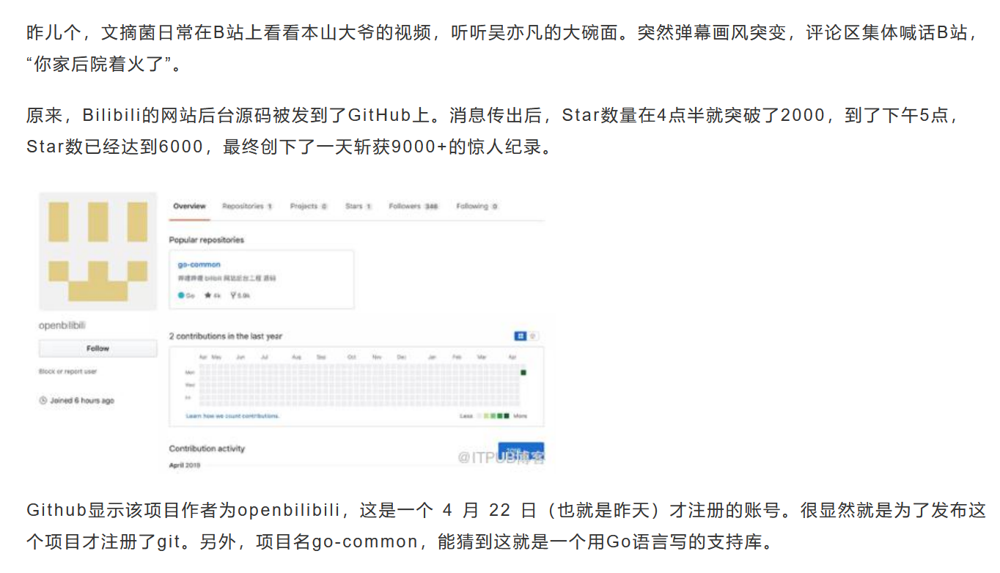 昨儿个，文摘菌日常在B站上看看本山大爷的视频，听听吴亦凡的大碗面。突然弹幕画风突变，评论区集体喊话B站，
“你家后院着火了”。
原来，Bilibili的网站后台源码被发到了GitHub上。消息传出后，Star数量在4点半就突破了2000，到了下午5点，
Star数已经达到6000，最终创下了一天斩获9000+的惊人纪录。
Overview Repositories 1 Projects 0 Stars 1 Followers 346 Following 0
Popular repositories
go-common
哔哩哔哩 bilibili 网站后台工程 源码
Go 6k
openbilibili
Follow
Block or report user
Joined 6 hours ago
2 contributions in the last year
Apr May Jun Jul Aug Sep Oct Nov Dec Jan Feb Mar Apr
Mon
Wed
Fri
Learn how we count contributions.
Less More
Contribution activity
2019
April 2019
@ITPUB博客
Github显示该项目作者为openbilibili，这是一个 4 月 22 日（也就是昨天）才注册的账号。很显然就是为了发布这
个项目才注册了git。另外，项目名go-common，能猜到这就是一个用Go语言写的支持库。